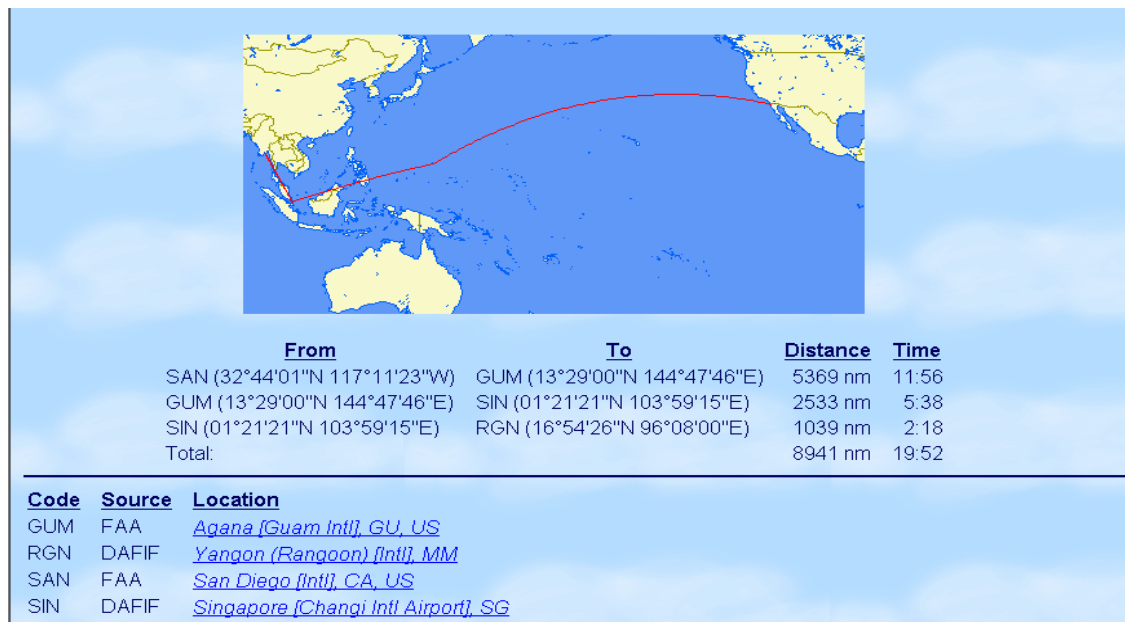 From To Distance Time
SAN (32°44'01"N 117°11'23"W) GUM (13°29'00"N 144°47'46"E) 5369 nm 11:56
GUM (13°29'00"N 144°47'46"E) SIN (01°21'21"N 103°59'15"E) 2533 nm 5:38
SIN (01°21'21"N 103°59'15"E) RGN (16°54'26"N 96°08'00"E) 1039 nm 2:18
Total: 8941 nm 19:52
Code Source Location
GUM FAA Agana [Guam Intl], GU, US
RGN DAFIF Yangon (Rangoon) [Intl], MM
SAN FAA San Diego [Intl], CA, US
SIN DAFIF Singapore [Changi Intl Airport], SG